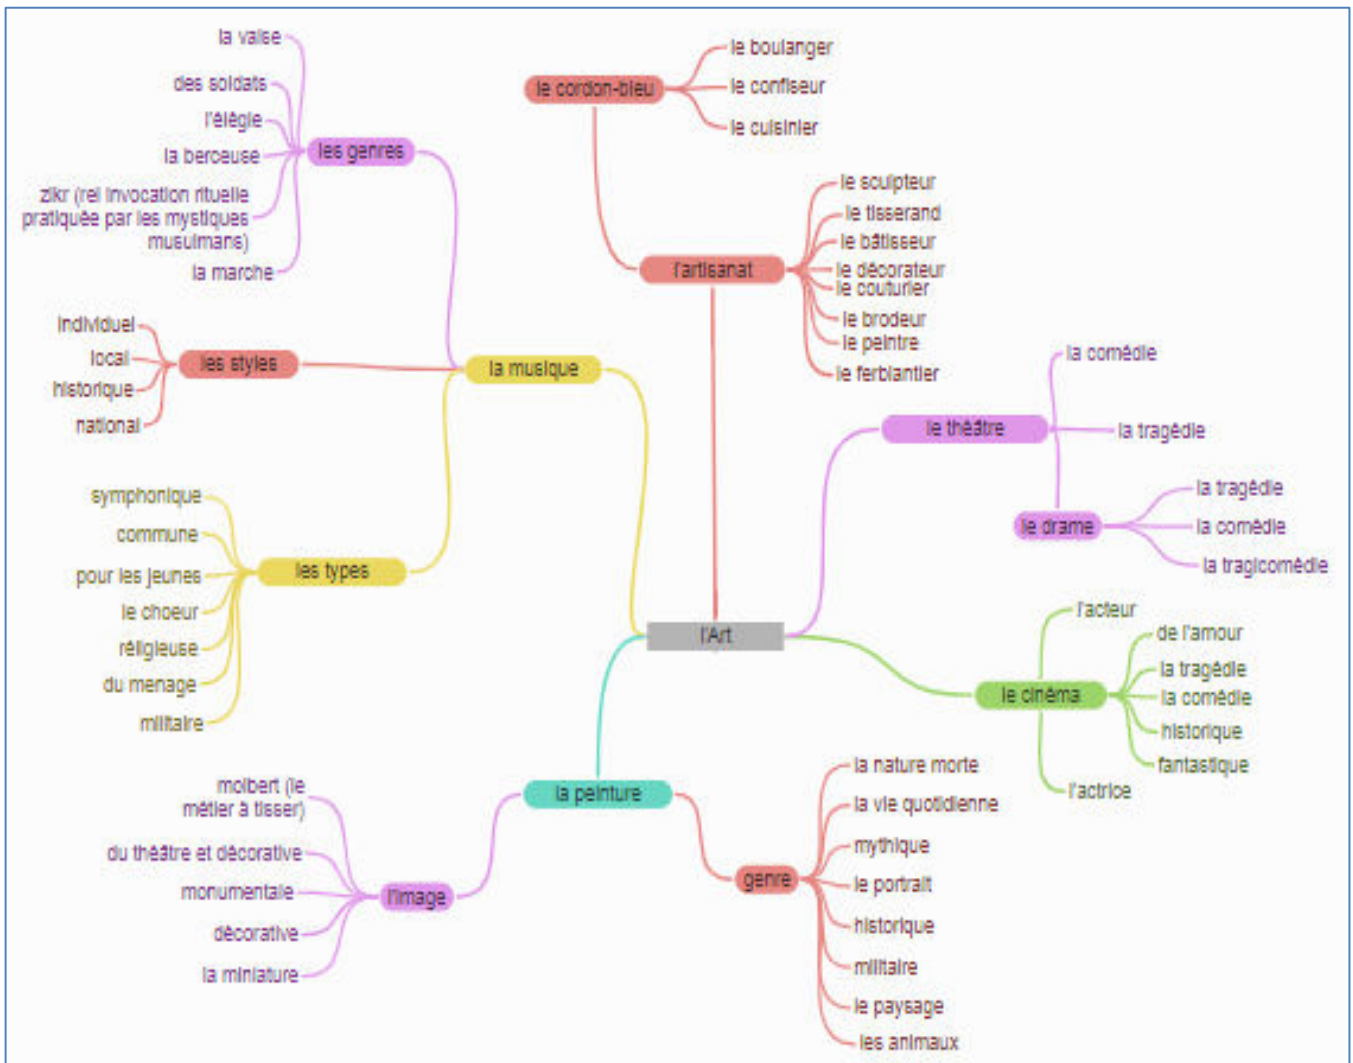 la valse
des soldats
l'élégie
la berceuse
zikr (rel invocation rituelle
pratiquée par les mystiques
musulmans)
la marche
les genres
individuel
local
historique
national
les styles
la musique
symphonique
commune
pour les jeunes
le choeur
réligieuse
du menage
militaire
les types
le cordon-bleu
le boulanger
le confiseur
le cuisinier
l'artisanat
le sculpteur
le tisserand
le bâtisseur
le décorateur
le couturier
le brodeur
le peintre
le ferblantier
le théâtre
la comédie
la tragédie
le drame
la tragédie
la comédie
la tragicomédie
l'Art
le cinéma
l'acteur
de l'amour
la tragédie
la comédie
historique
fantastique
l'actrice
la peinture
molbert (le
métier à tisser)
du théâtre et décorative
monumentale
décorative
la miniature
l'image
genre
la nature morte
la vie quotidienne
mythique
le portrait
historique
militaire
le paysage
les animaux